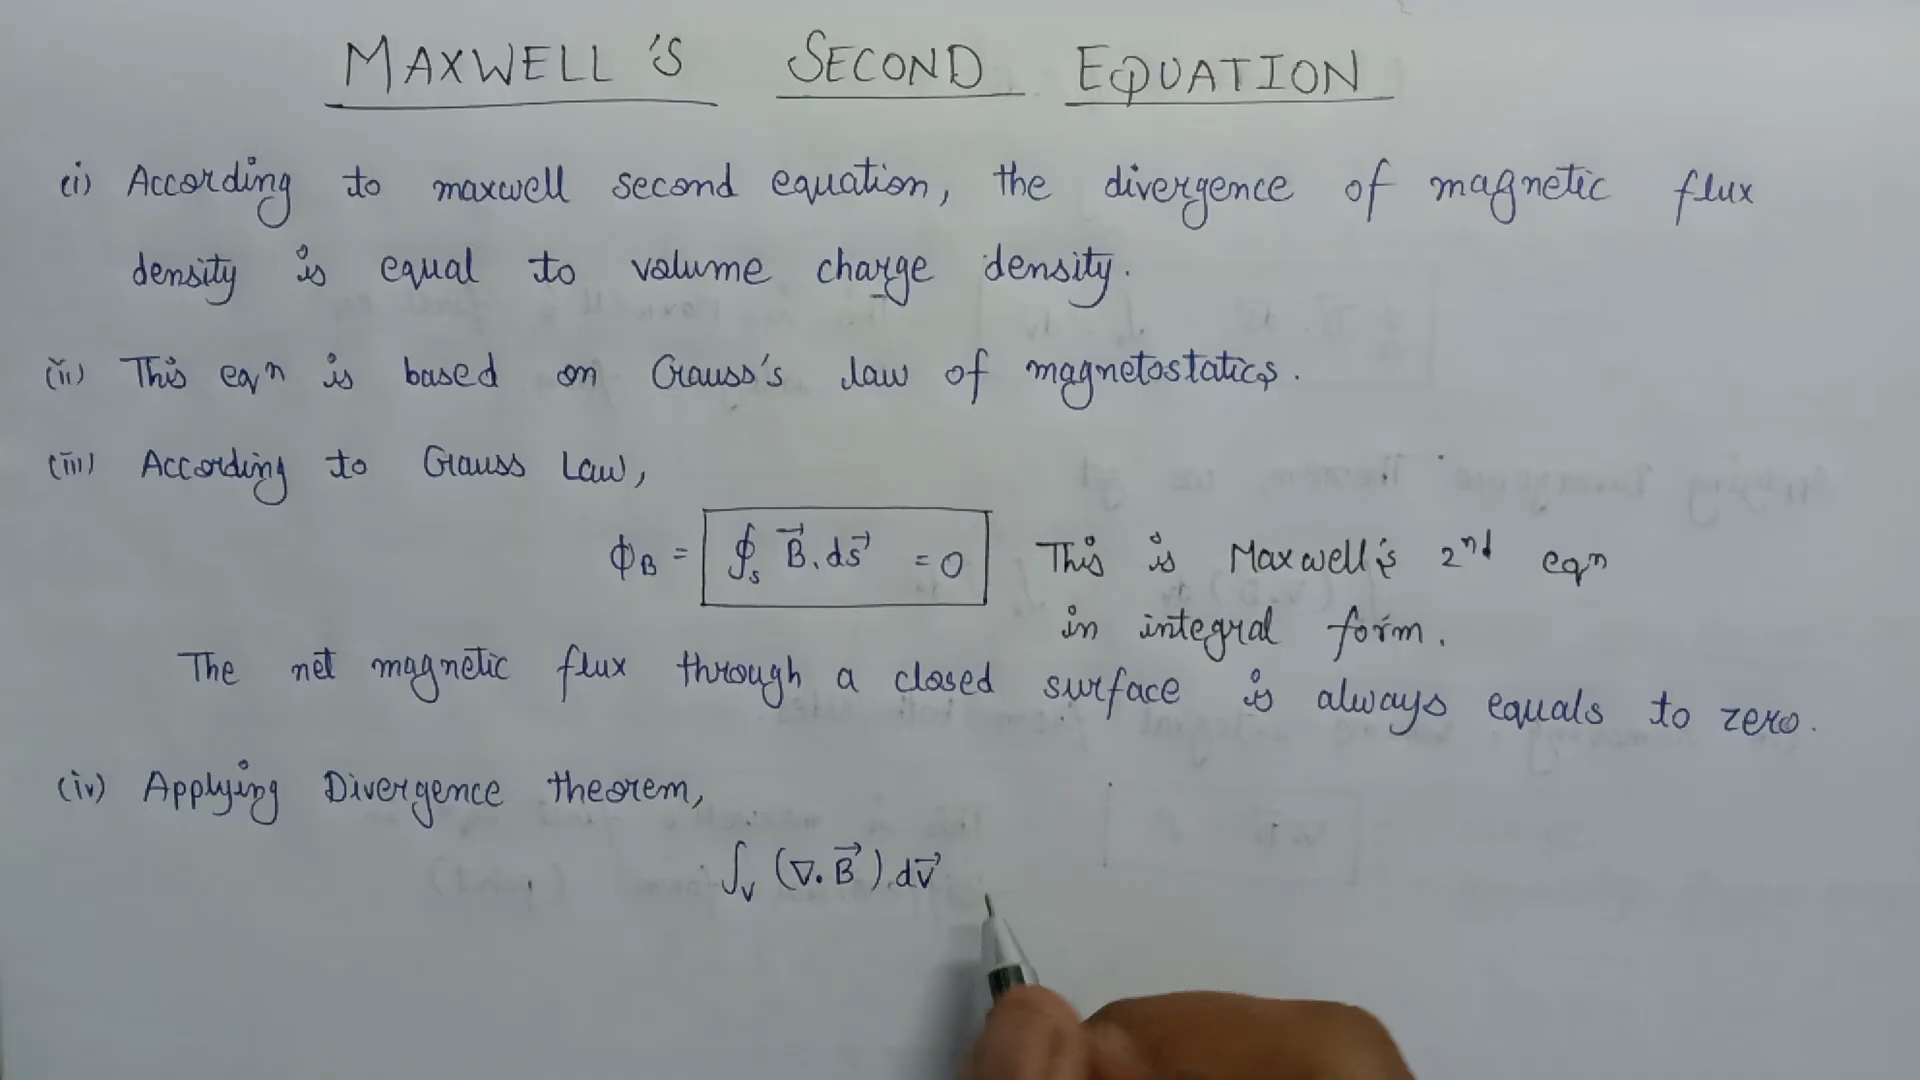 MAXWELL'S SECOND EQUATION
(i) According to maxwell second equation, the divergence of magnetic flux
density is equal to volume charge density.
(ii) This eqn is based on Gauss's law of magnetostatics.
(iii) According to Gauss Law,
ϕB = ∮s B⃗. ds⃗ = 0 This is Maxwell's 2nd eqn
in integral form.
The net magnetic flux through a closed surface is always equals to zero.
(iv) Applying Divergence theorem,
∫v (∇. B⃗). dv⃗